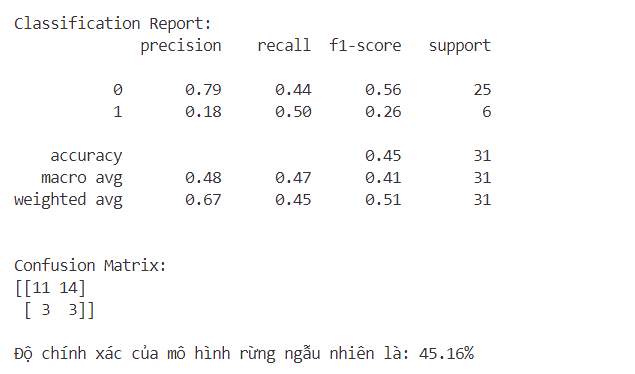 Classification Report:
precision recall f1-score support
0 0.79 0.44 0.56 25
1 0.18 0.50 0.26 6
accuracy 0.45 31
macro avg 0.48 0.47 0.41 31
weighted avg 0.67 0.45 0.51 31
Confusion Matrix:
[[11 14]
[ 3 3]]
Độ chính xác của mô hình rừng ngẫu nhiên là: 45.16%